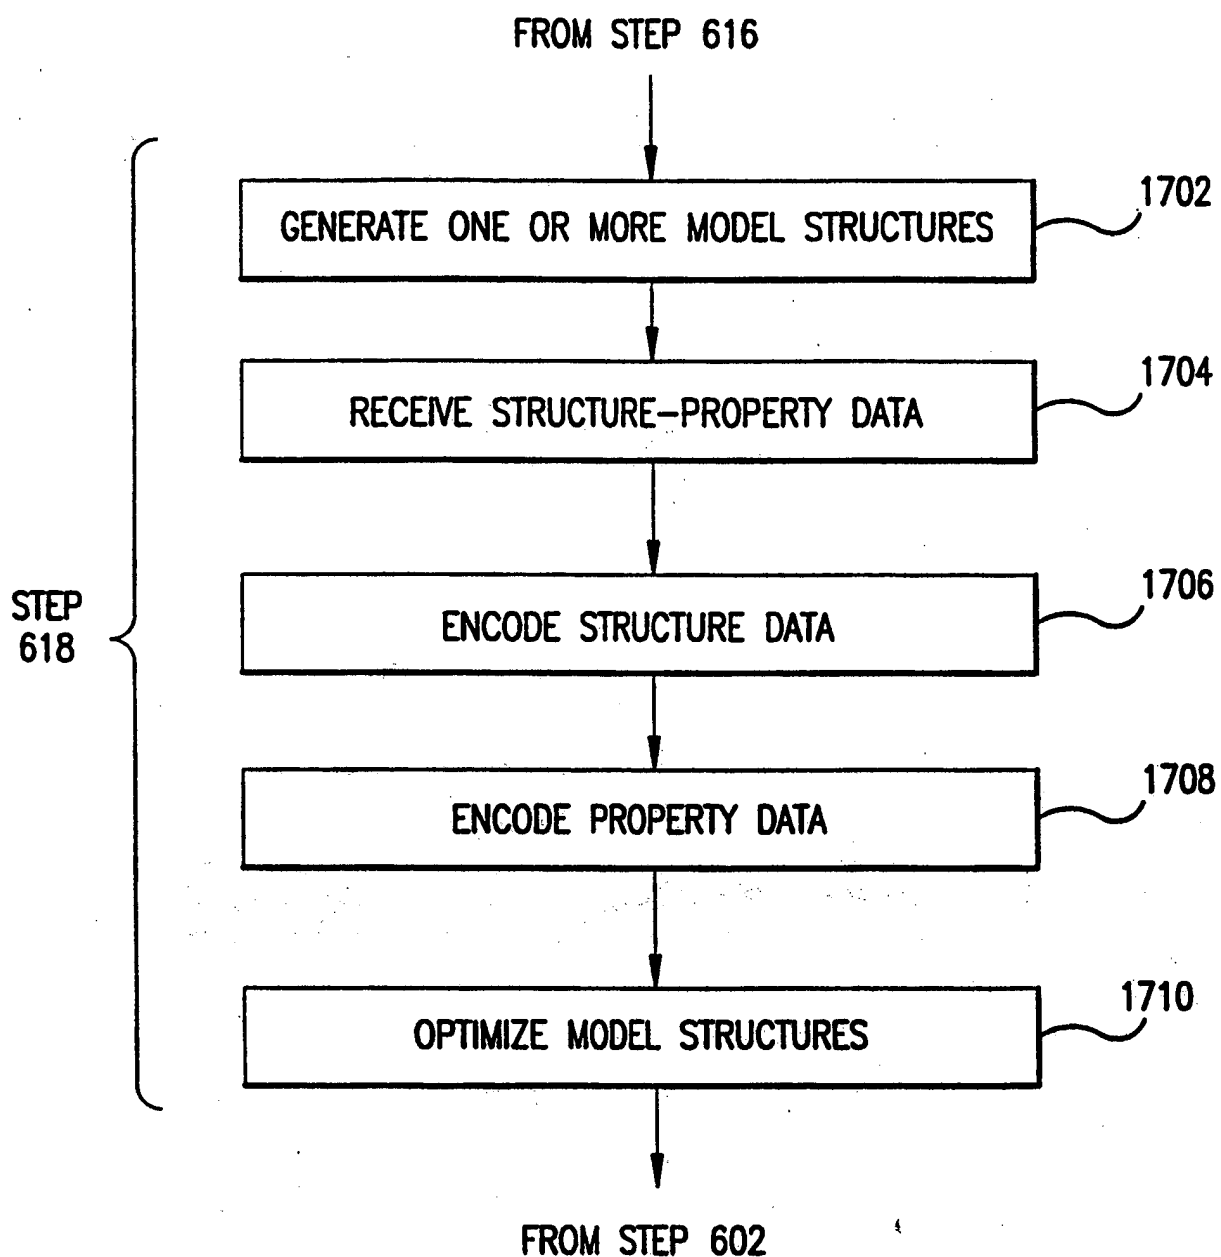 FROM STEP 616
GENERATE ONE OR MORE MODEL STRUCTURES
1702
RECEIVE STRUCTURE-PROPERTY DATA
1704
STEP
618
ENCODE STRUCTURE DATA
1706
ENCODE PROPERTY DATA
1708
OPTIMIZE MODEL STRUCTURES
1710
FROM STEP 602